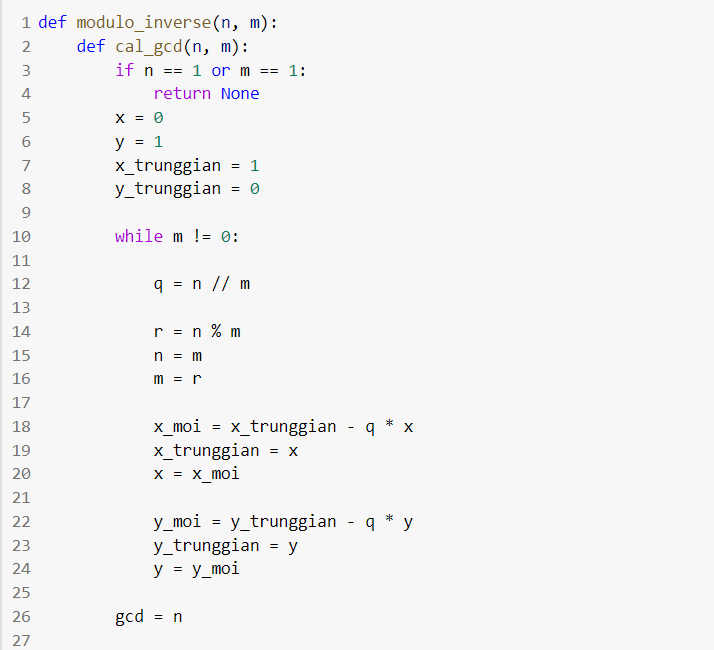 1 def modulo_inverse(n, m):
2     def cal_gcd(n, m):
3         if n == 1 or m == 1:
4             return None
5         x = 0
6         y = 1
7         x_trunggian = 1
8         y_trunggian = 0
9
10         while m != 0:
11
12             q = n // m
13
14             r = n % m
15             n = m
16             m = r
17
18             x_moi = x_trunggian - q * x
19             x_trunggian = x
20             x = x_moi
21
22             y_moi = y_trunggian - q * y
23             y_trunggian = y
24             y = y_moi
25
26         gcd = n
27